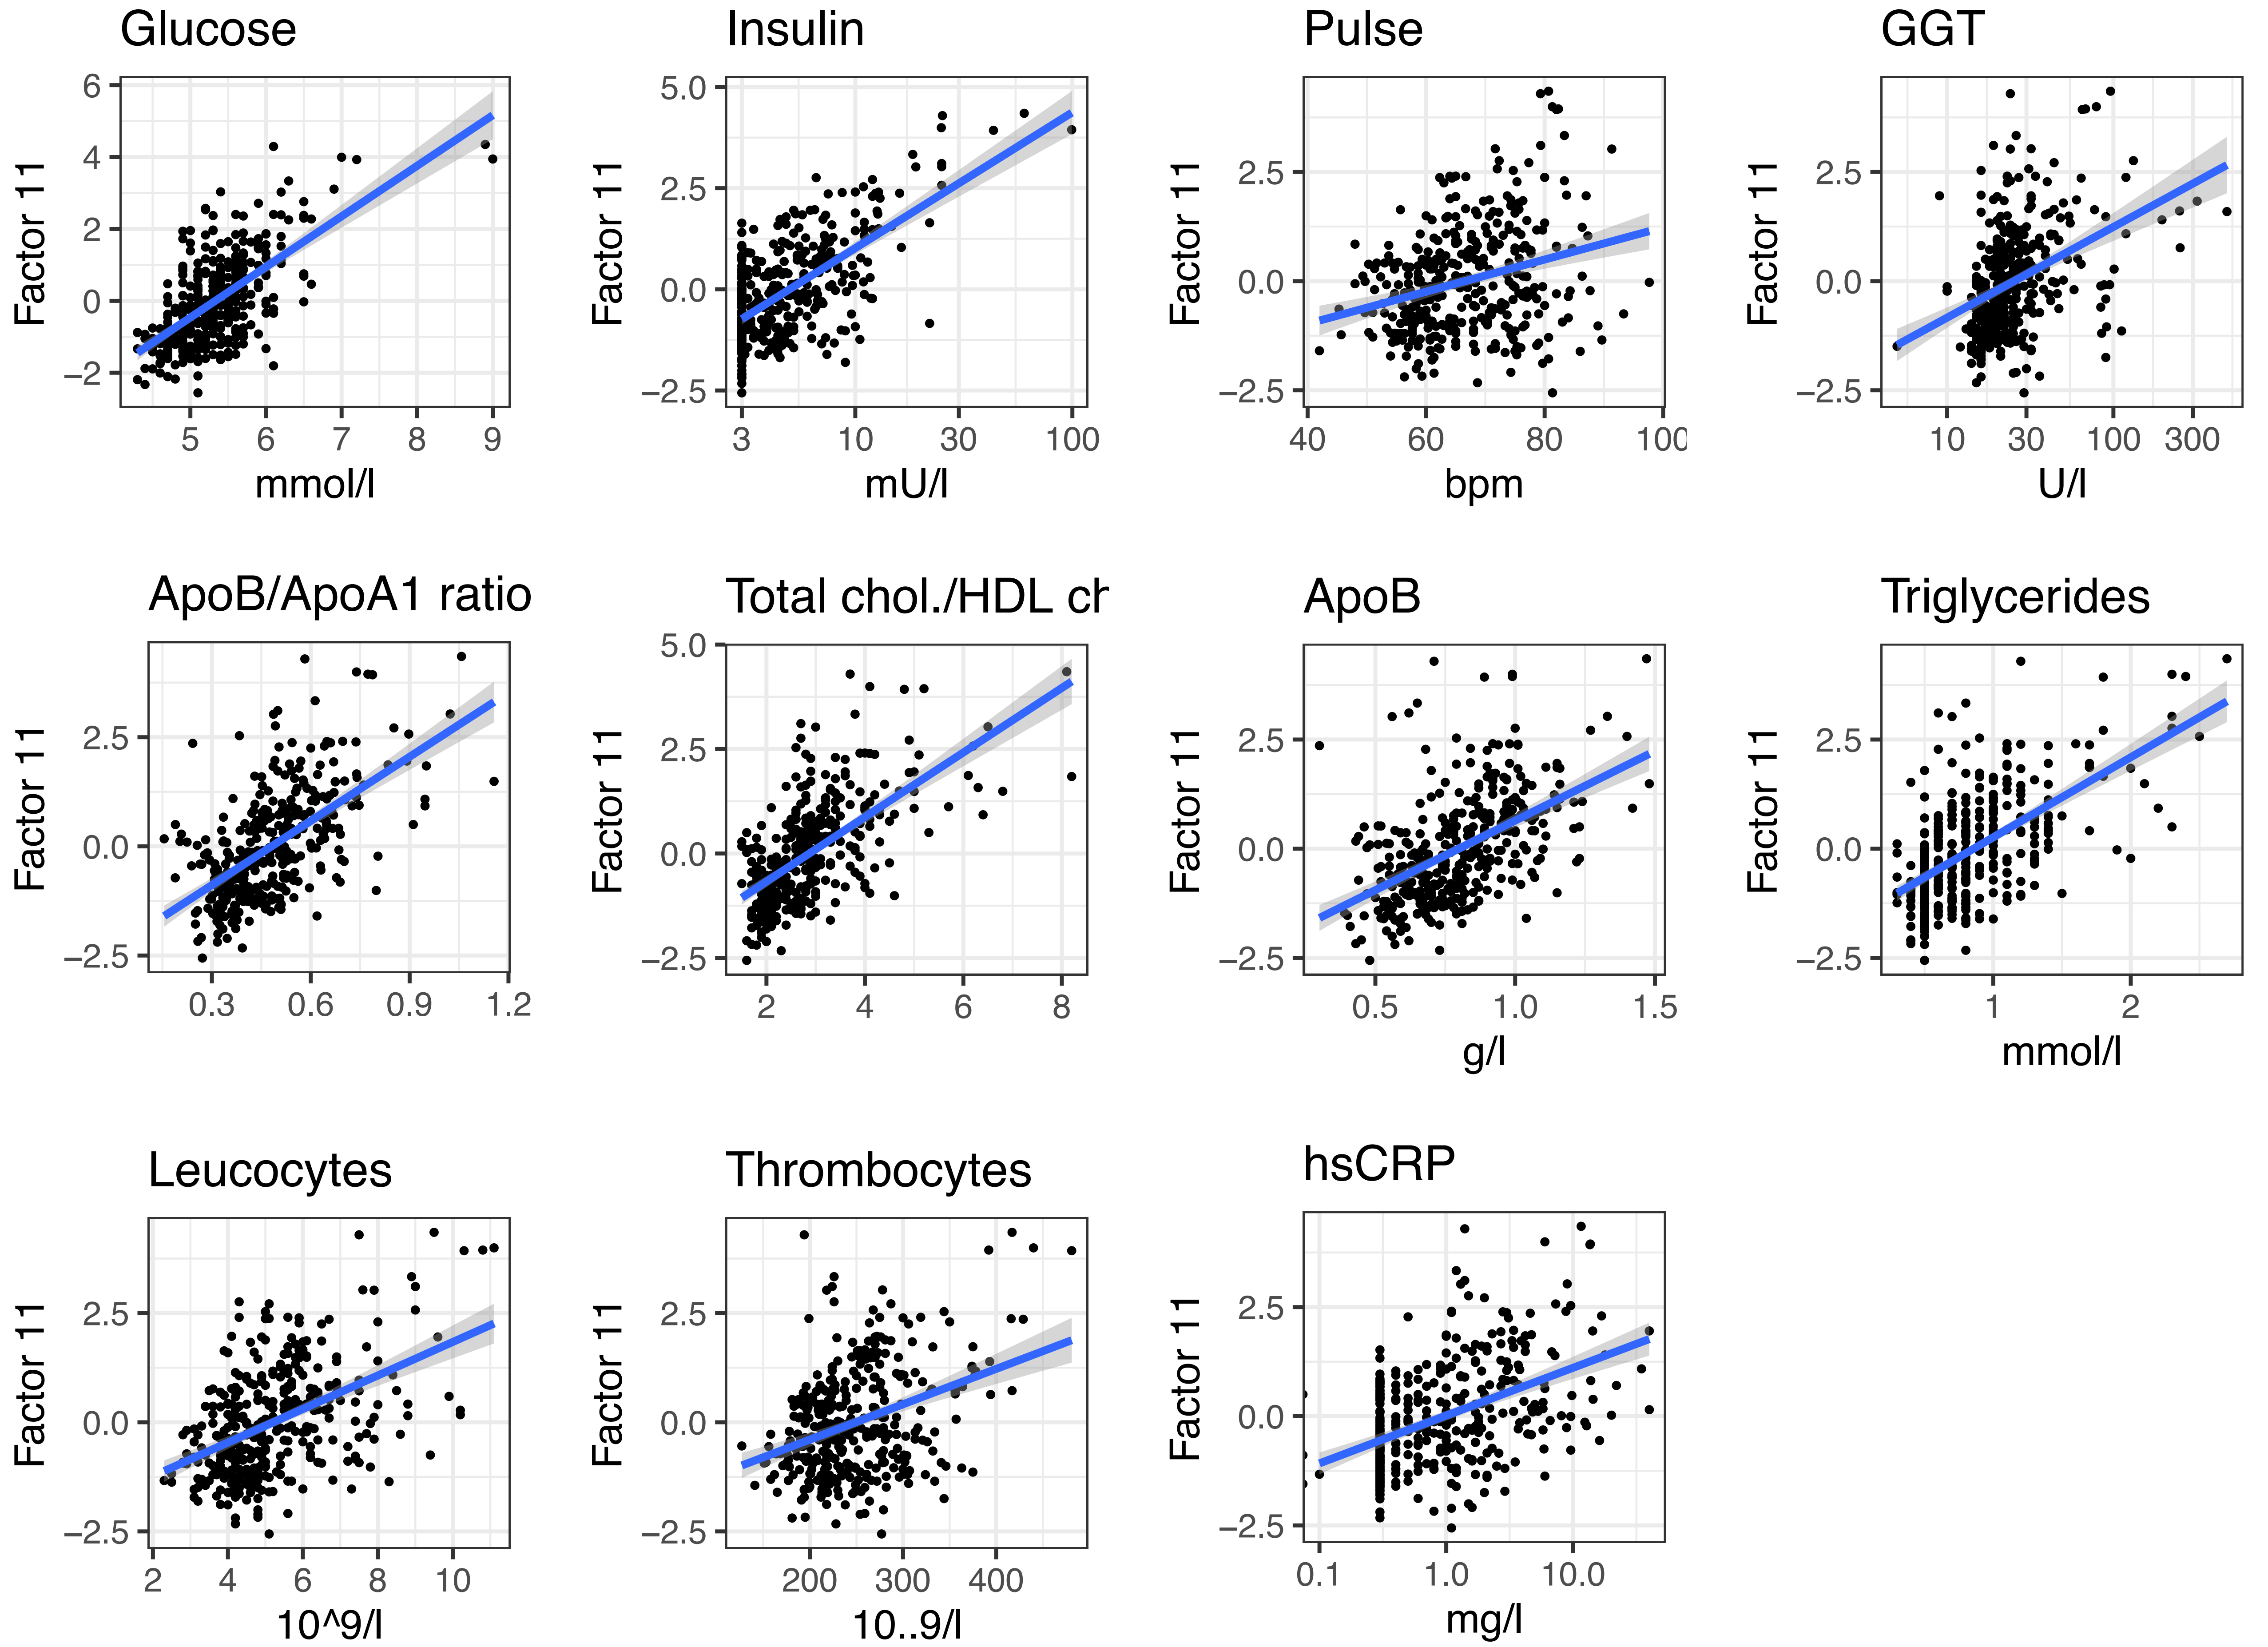 Glucose Insulin Pulse GGT
6 5.0
4 2.5 2.5 2.5
2
0 0.0 0.0 0.0
−2 −2.5 −2.5 −2.5
Factor 11 Factor 11 Factor 11 Factor 11
5 6 7 8 9 3 10 30 100 40 60 80 100 10 30 100 300
mmol/l mU/l bpm U/l
ApoB/ApoA1 ratio Total chol./HDL ch ApoB Triglycerides
5.0
2.5 2.5 2.5 2.5
0.0 0.0 0.0 0.0
−2.5 −2.5 −2.5 −2.5
Factor 11 Factor 11 Factor 11 Factor 11
0.3 0.6 0.9 1.2 2 4 6 8 0.5 1.0 1.5 1 2
g/l mmol/l
Leucocytes Thrombocytes hsCRP
2.5 2.5 2.5
0.0 0.0 0.0
−2.5 −2.5 −2.5
Factor 11 Factor 11 Factor 11
2 4 6 8 10 200 300 400 0.1 1.0 10.0
10^9/l 10..9/l mg/l